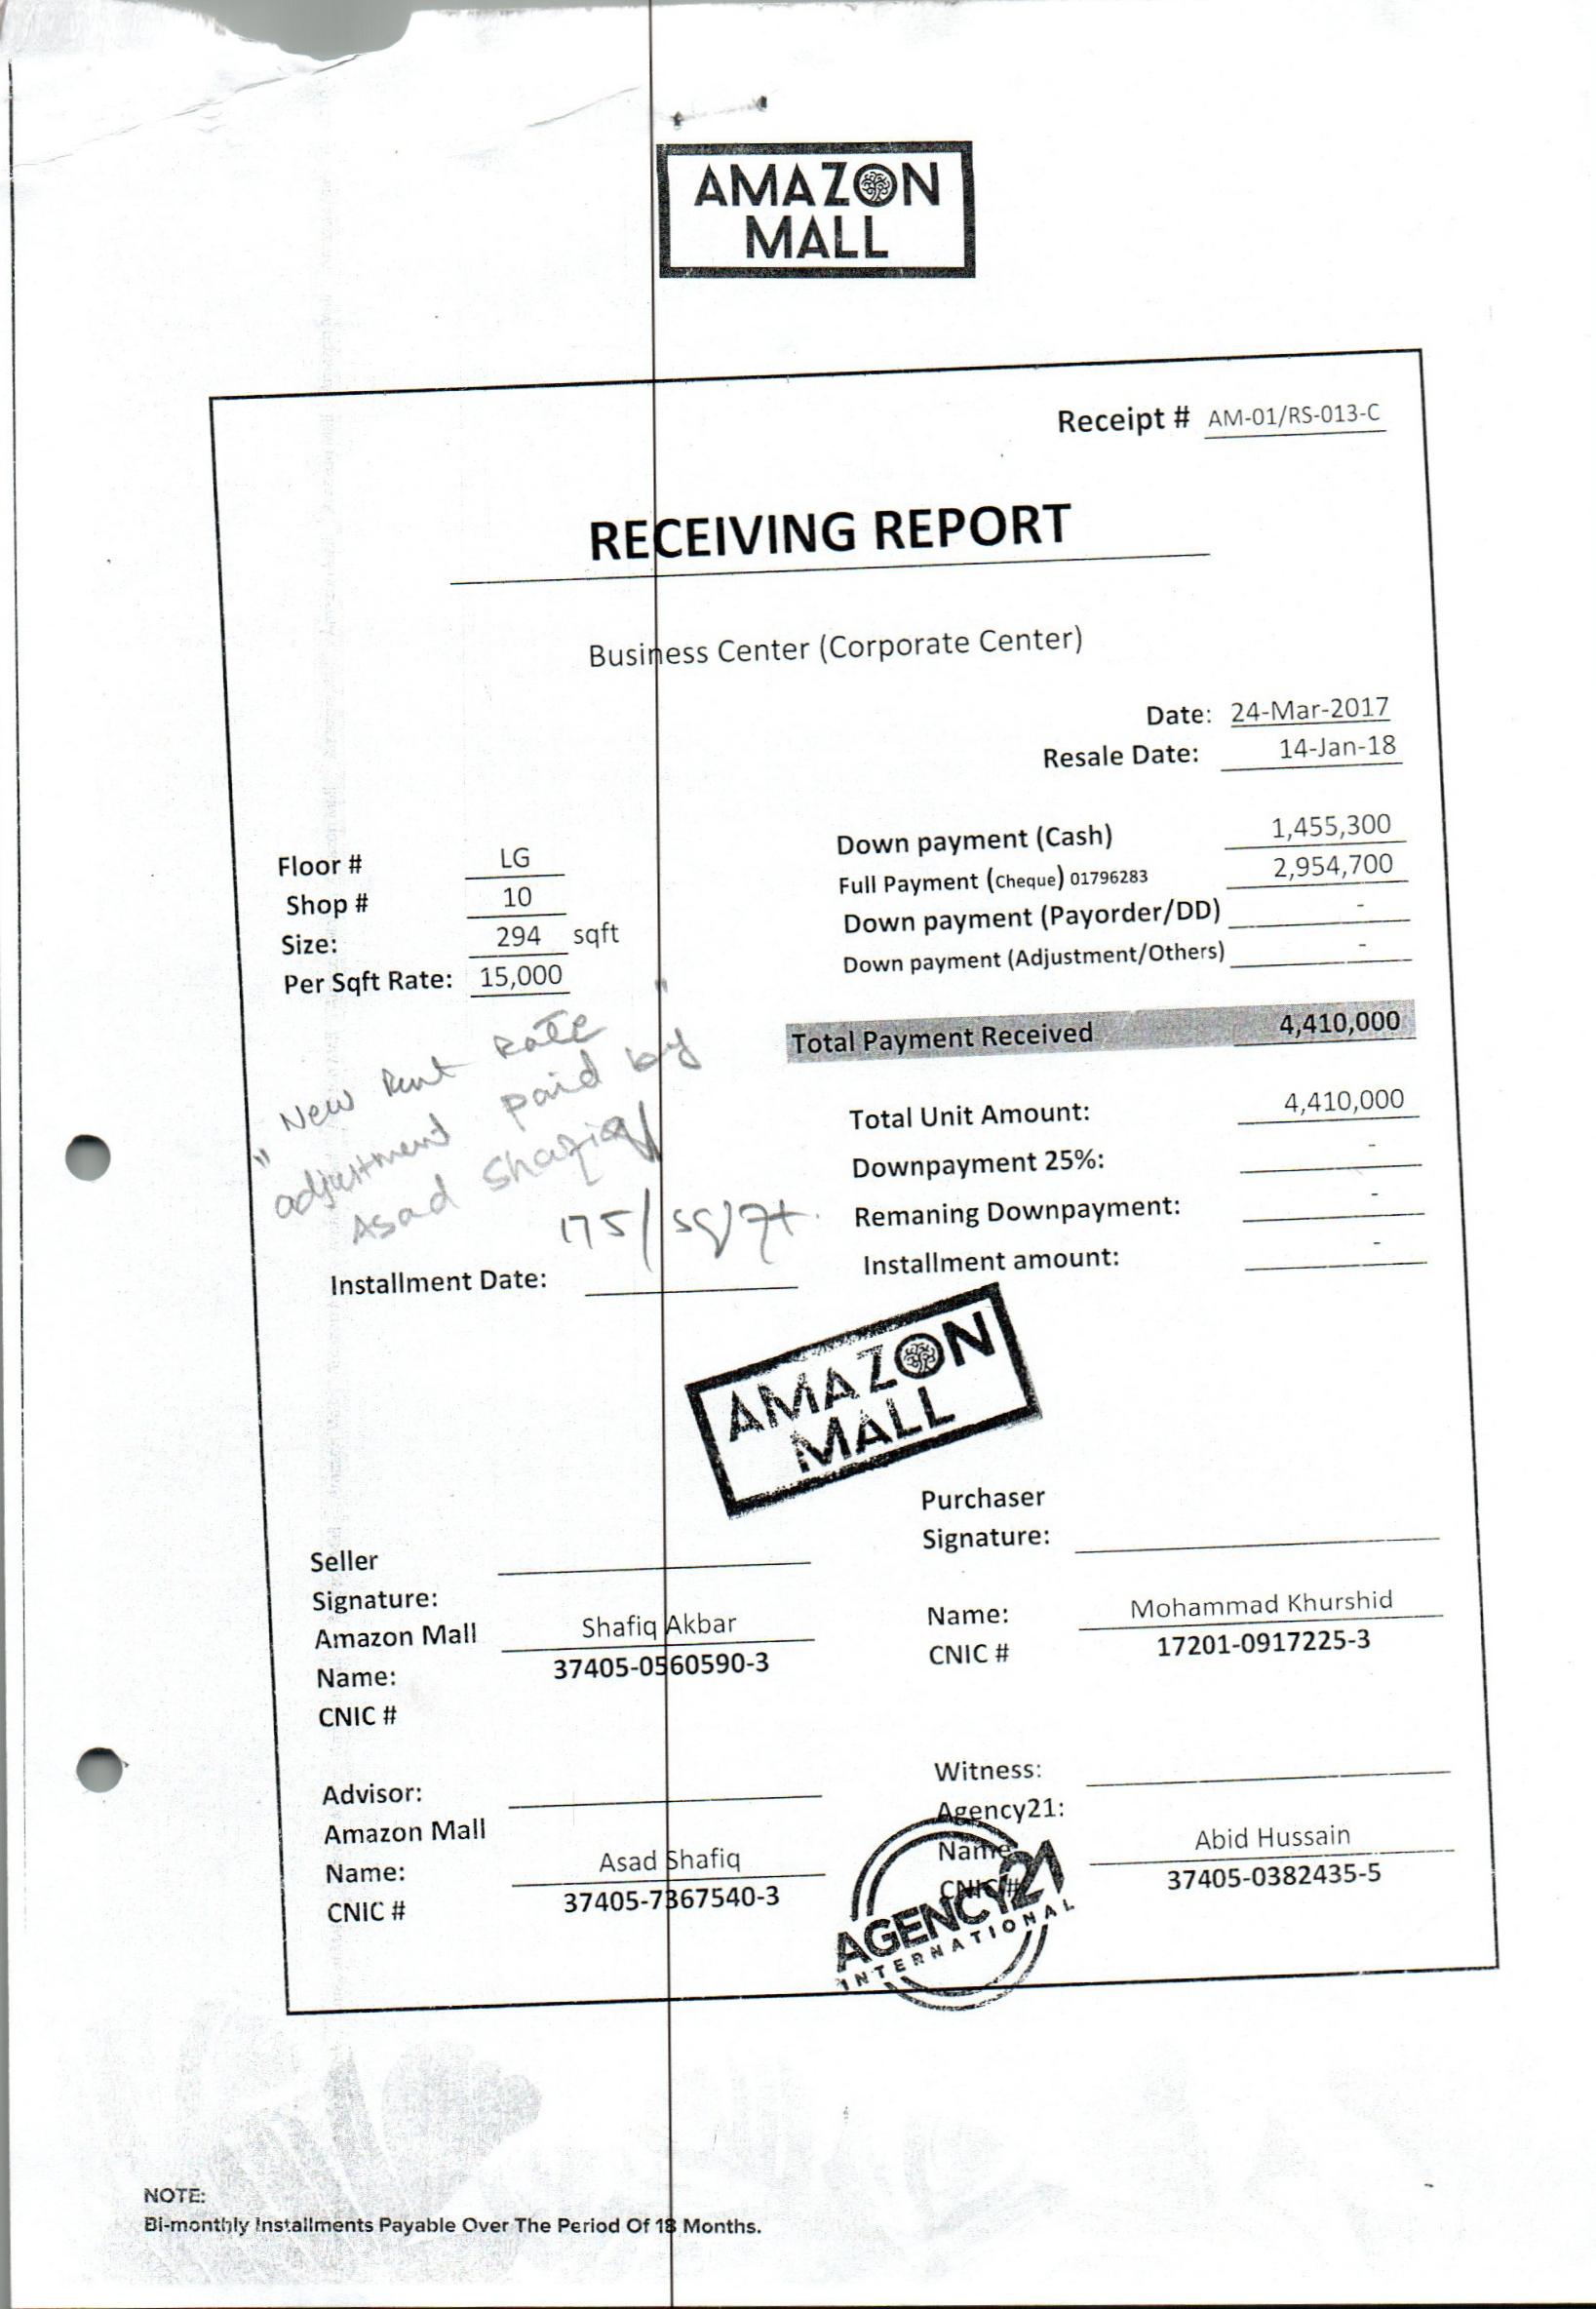 AMAZON
MALL
Receipt # AM-01/RS-013-C
RECEIVING REPORT
Business Center (Corporate Center)
Date: 24-Mar-2017
Resale Date: 14-Jan-18
Floor # LG
Shop # 10
Size: 294 sqft
Per Sqft Rate: 15,000
Down payment (Cash) 1,455,300
Full Payment (Cheque) 01796283 2,954,700
Down payment (Payorder/DD) -
Down payment (Adjustment/Others) -
Total Payment Received 4,410,000
"New Rent Rate
adjustment paid by"
Asad Shafiq
175/sq/ft.
Total Unit Amount: 4,410,000
Downpayment 25%: -
Remaning Downpayment: -
Installment amount: -
Installment Date:
AMAZON
MALL
Seller
Signature:
Amazon Mall
Name: Shafiq Akbar
CNIC # 37405-0560590-3
Purchaser
Signature:
Name: Mohammad Khurshid
CNIC # 17201-0917225-3
Advisor:
Amazon Mall
Name: Asad Shafiq
CNIC # 37405-7367540-3
Witness:
Agency21:
Name Abid Hussain
CNIC # 37405-0382435-5
AGENCY21
INTERNATIONAL
NOTE:
Bi-monthly Installments Payable Over The Period Of 18 Months.